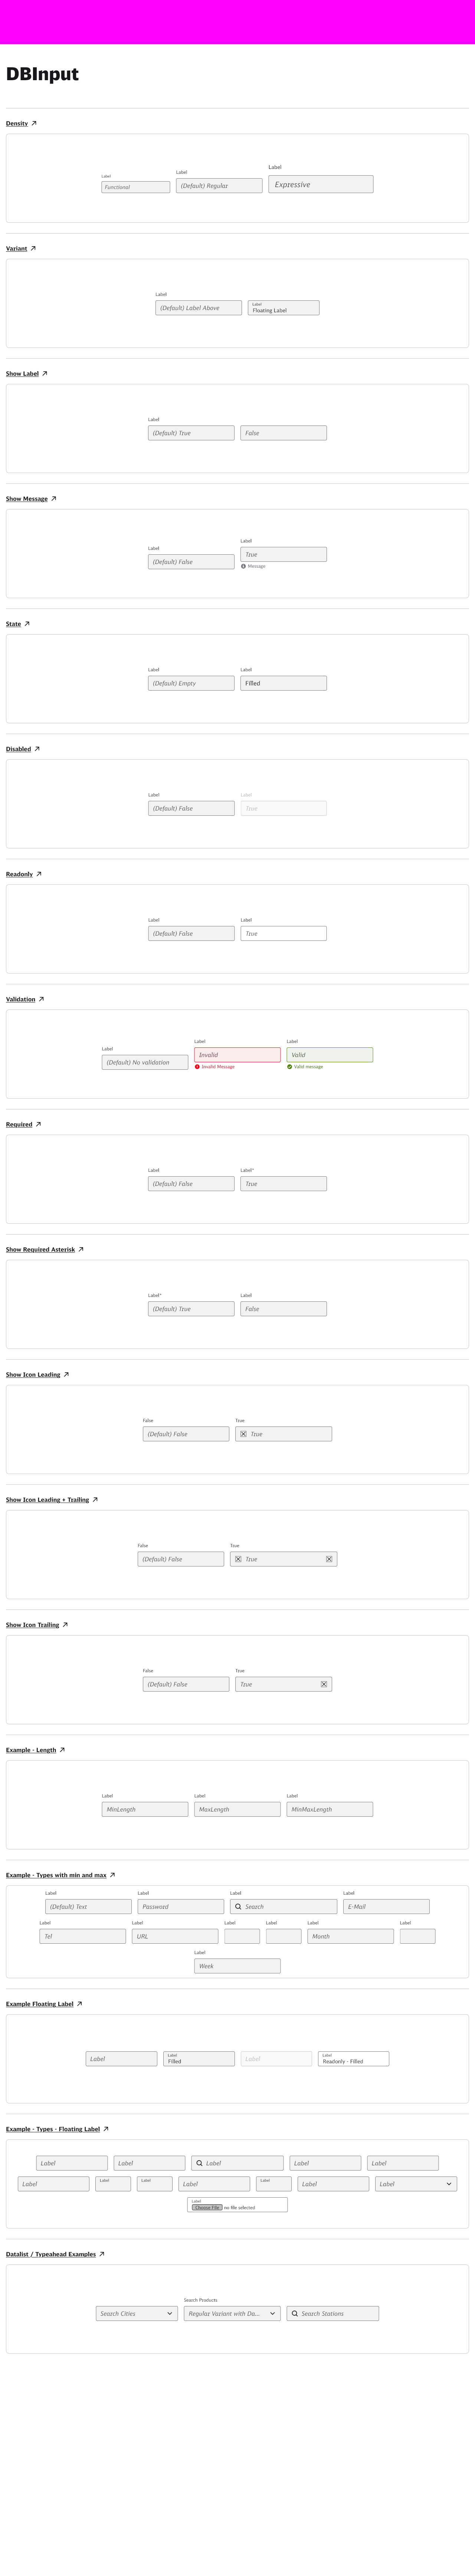 DBInput
Density
Label
Label
Label
Functional
(Default) Regular
Expressive
Variant
Label
(Default) Label Above
Label
Floating Label
Show Label
Label
(Default) True
False
Show Message
Label
(Default) False
Label
True
Message
State
Label
Label
(Default) Empty
Filled
Disabled
Label
Label
(Default) False
True
Readonly
Label
Label
(Default) False
True
Validation
Label
(Default) No validation
Label
Invalid
Invalid Message
Label
Valid
Valid message
Required
Label
Label*
(Default) False
True
Show Required Asterisk
Label*
Label
(Default) True
False
Show Icon Leading
False
True
(Default) False
True
Show Icon Leading + Trailing
False
True
(Default) False
True
Show Icon Trailing
False
True
(Default) False
True
Example - Length
Label
Label
Label
MinLength
MaxLength
MinMaxLength
Example - Types with min and max
Label
Label
Label
Label
(Default) Text
Password
Search
E-Mail
Label
Label
Label
Label
Label
Label
Tel
URL
Month
Label
Week
Example Floating Label
Label
Label
Filled
Label
Label
Readonly - Filled
Example - Types - Floating Label
Label
Label
Label
Label
Label
Label
Label
Label
Label
Label
Label
Label
Label
Choose File no file selected
Datalist / Typeahead Examples
Search Cities
Search Products
Regular Variant with Da...
Search Stations